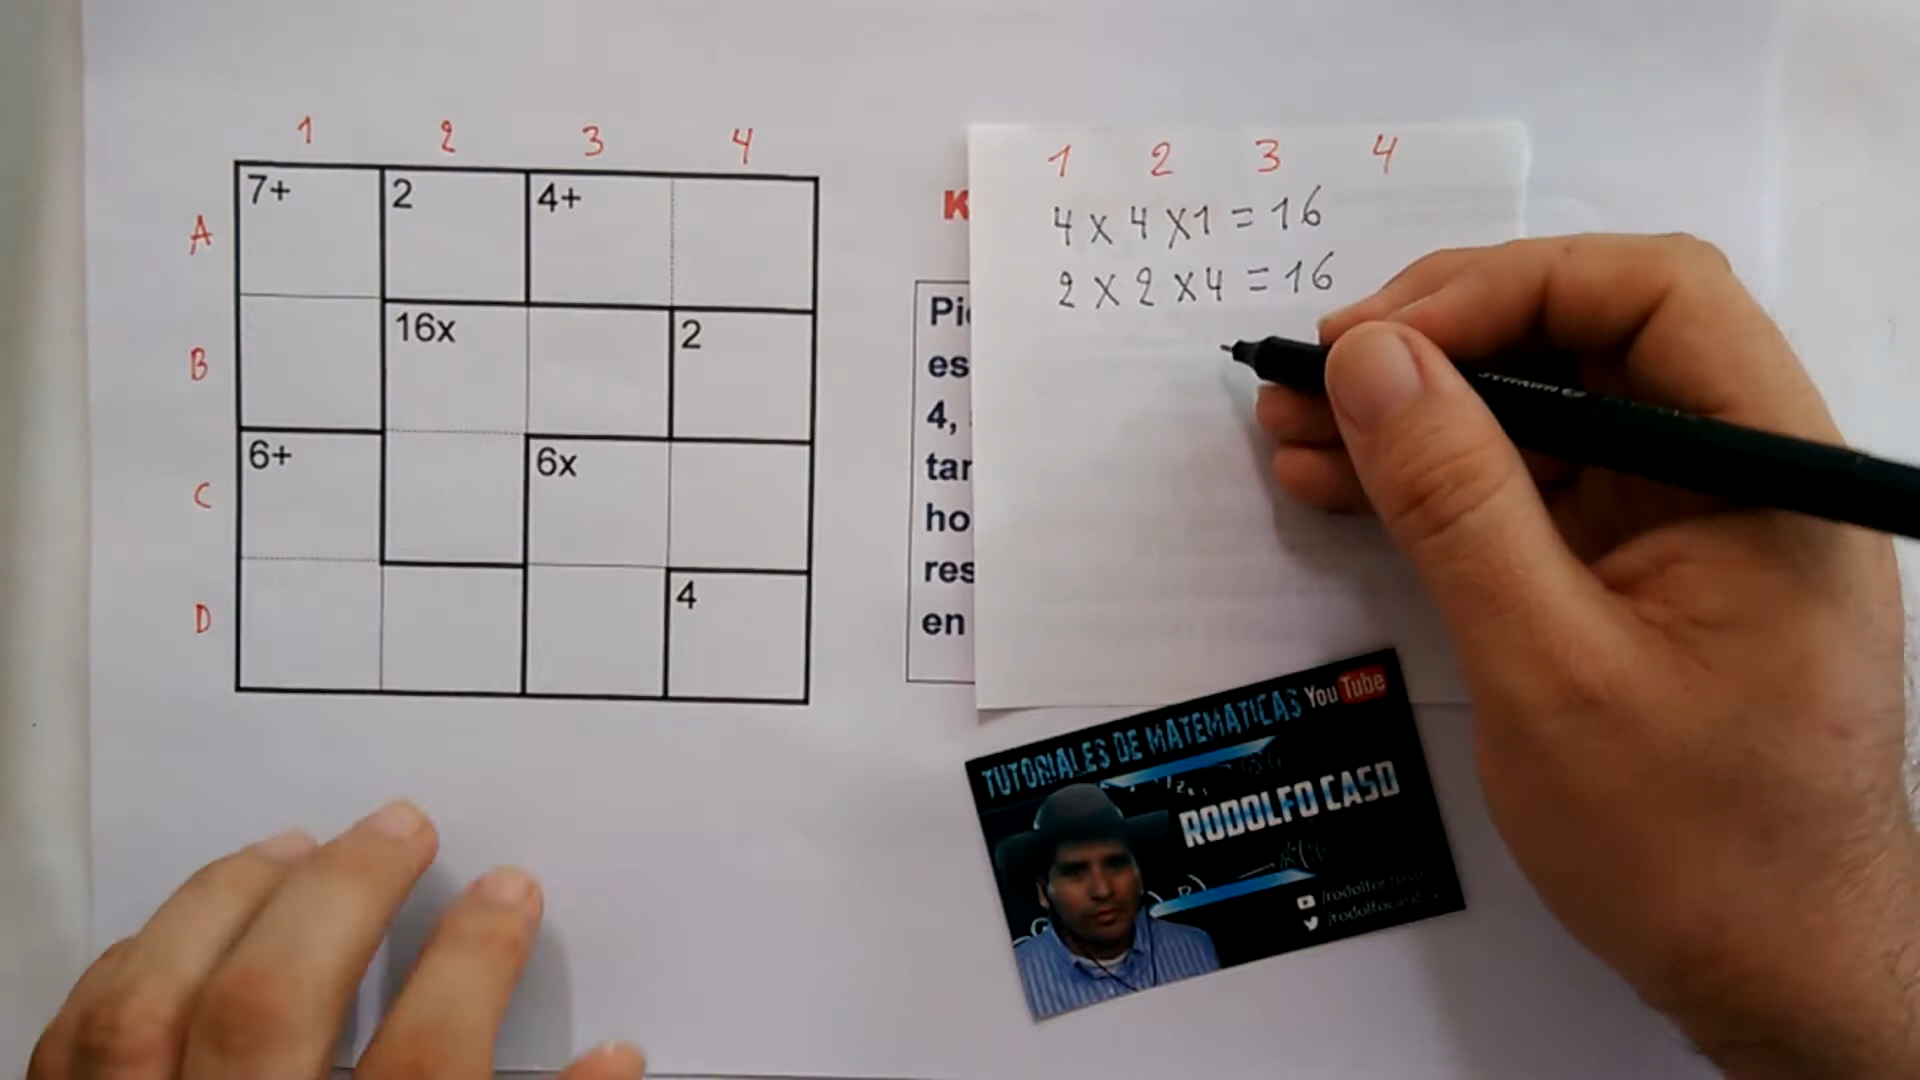 1 2 3 4
A 7+ 2 4+
B 16x 2
C 6+ 6x
D 4
K
Pi
es
4,
tar
ho
res
en
1 2 3 4
4 x 4 x 1 = 16
2 x 2 x 4 = 16
TUTORIALES DE MATEMATICAS YouTube
RODOLFO CASO